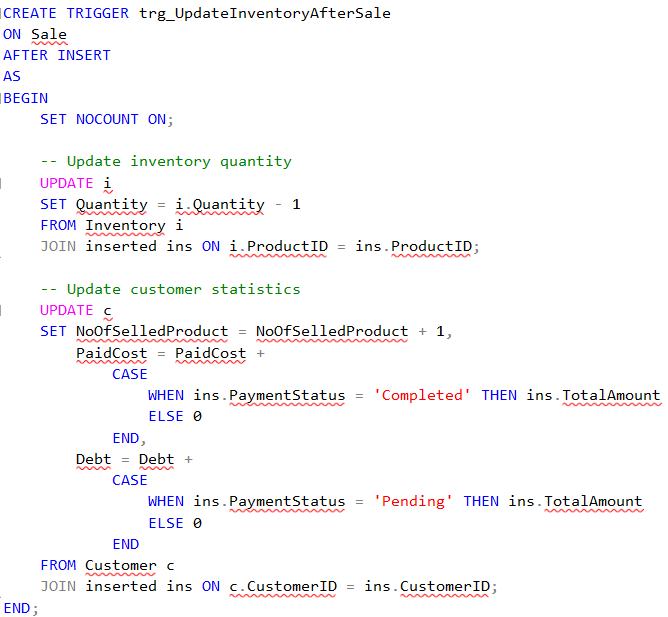 CREATE TRIGGER trg_UpdateInventoryAfterSale
ON Sale
AFTER INSERT
AS
BEGIN
    SET NOCOUNT ON;

    -- Update inventory quantity
    UPDATE i
    SET Quantity = i.Quantity - 1
    FROM Inventory i
    JOIN inserted ins ON i.ProductID = ins.ProductID;

    -- Update customer statistics
    UPDATE c
    SET NoOfSelledProduct = NoOfSelledProduct + 1,
        PaidCost = PaidCost +
            CASE
                WHEN ins.PaymentStatus = 'Completed' THEN ins.TotalAmount
                ELSE 0
            END,
        Debt = Debt +
            CASE
                WHEN ins.PaymentStatus = 'Pending' THEN ins.TotalAmount
                ELSE 0
            END
    FROM Customer c
    JOIN inserted ins ON c.CustomerID = ins.CustomerID;
END;